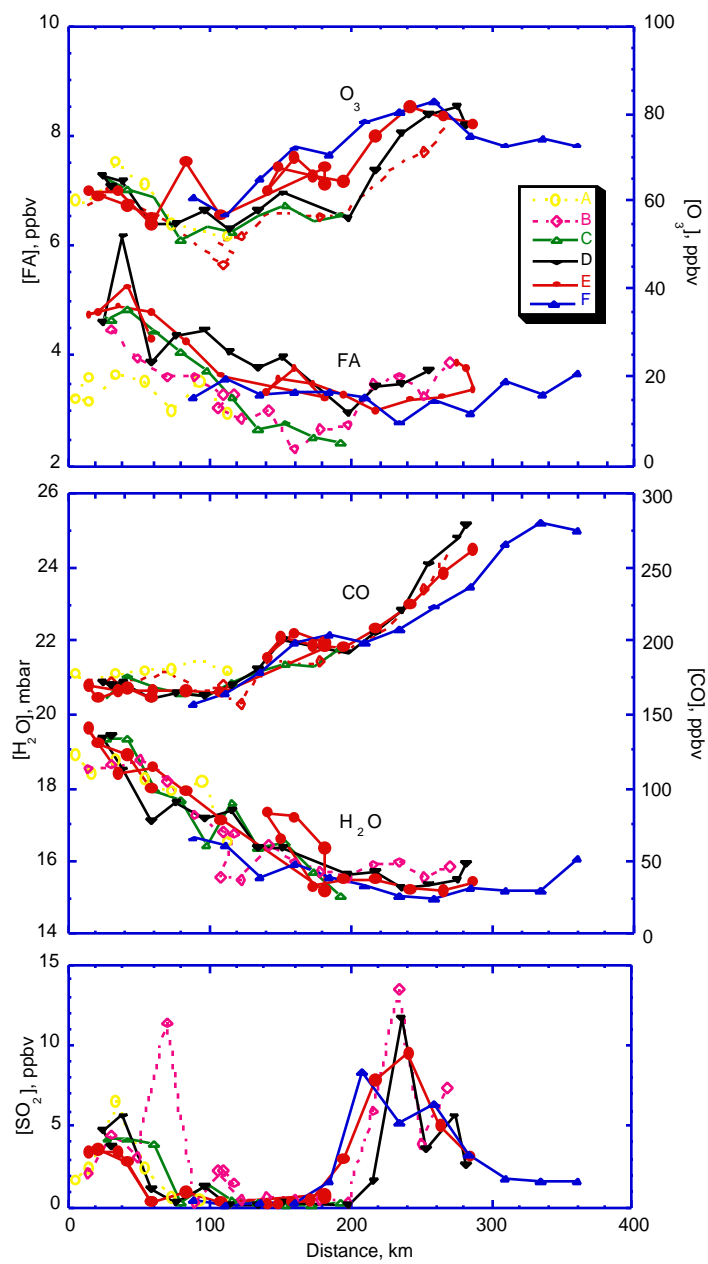 10
8
6
4
2
[FA], ppbv
100
80
60
40
20
0
[O3], ppbv
O3
FA
A
B
C
D
E
F
26
24
22
20
18
16
14
[H2O], mbar
300
250
200
150
100
50
0
[CO], ppbv
CO
H2O
15
10
5
0
[SO2], ppbv
0 100 200 300 400
Distance, km